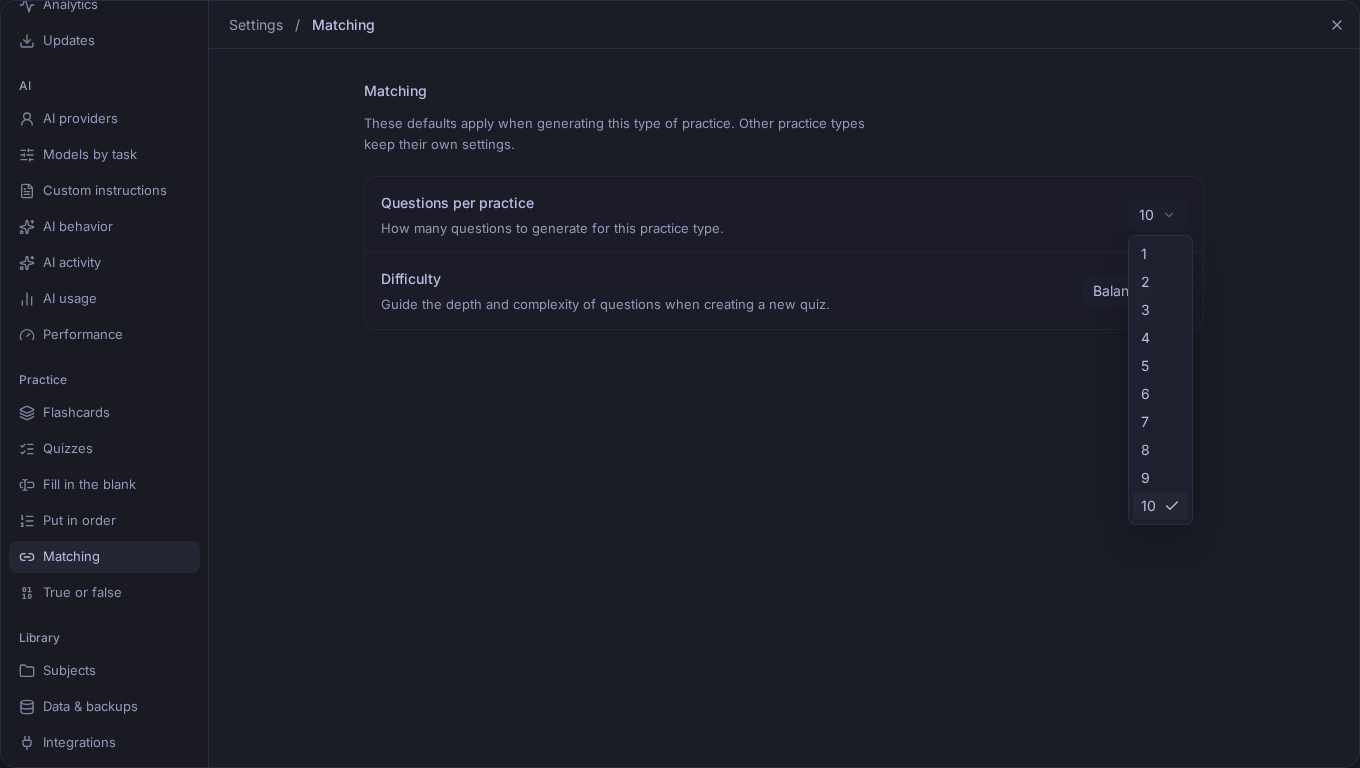 Analytics
Updates
AI
AI providers
Models by task
Custom instructions
AI behavior
AI activity
AI usage
Performance
Practice
Flashcards
Quizzes
Fill in the blank
Put in order
Matching
True or false
Library
Subjects
Data & backups
Integrations
Settings / Matching
Matching
These defaults apply when generating this type of practice. Other practice types
keep their own settings.
Questions per practice
How many questions to generate for this practice type.
10
Difficulty
Guide the depth and complexity of questions when creating a new quiz.
Balan
1
2
3
4
5
6
7
8
9
10